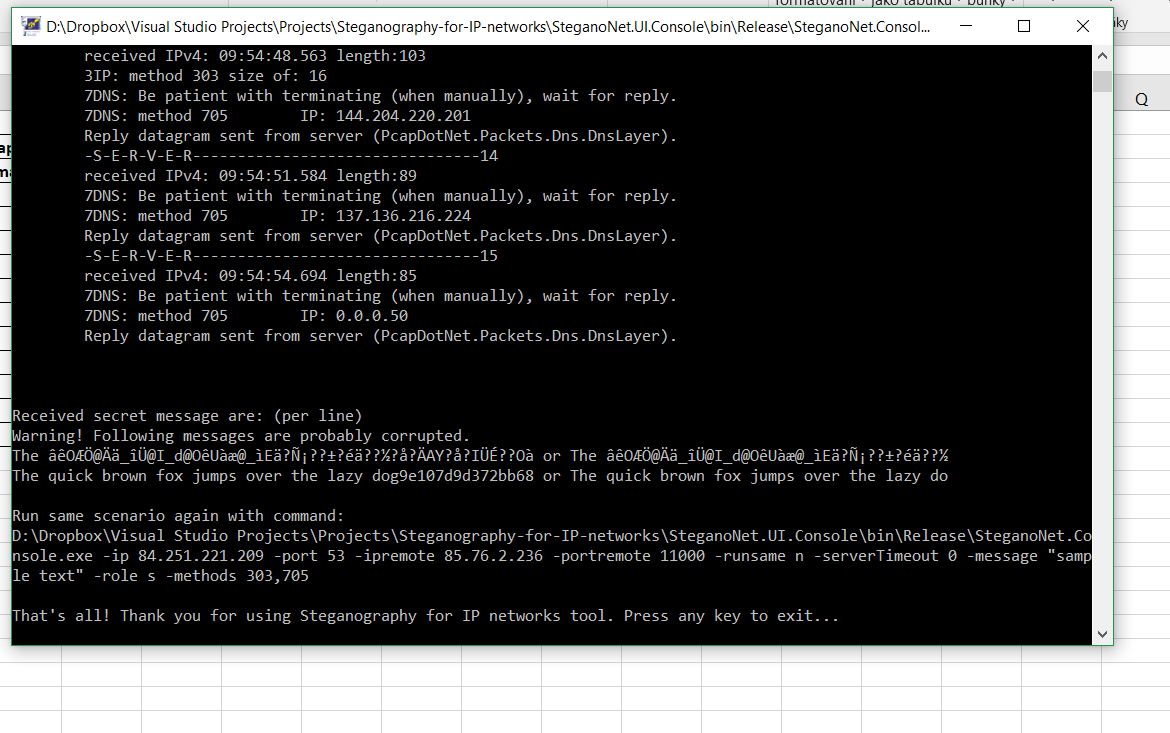 formátování
jako tabulku
buňky
D:\Dropbox\Visual Studio Projects\Projects\Steganography-for-IP-networks\SteganoNet.UI.Console\bin\Release\SteganoNet.Consol...
Q
received IPv4: 09:54:48.563 length:103
3IP: method 303 size of: 16
7DNS: Be patient with terminating (when manually), wait for reply.
7DNS: method 705 IP: 144.204.220.201
Reply datagram sent from server (PcapDotNet.Packets.Dns.DnsLayer).
-S-E-R-V-E-R--------------------------------14
received IPv4: 09:54:51.584 length:89
7DNS: Be patient with terminating (when manually), wait for reply.
7DNS: method 705 IP: 137.136.216.224
Reply datagram sent from server (PcapDotNet.Packets.Dns.DnsLayer).
-S-E-R-V-E-R--------------------------------15
received IPv4: 09:54:54.694 length:85
7DNS: Be patient with terminating (when manually), wait for reply.
7DNS: method 705 IP: 0.0.0.50
Reply datagram sent from server (PcapDotNet.Packets.Dns.DnsLayer).
Received secret message are: (per line)
Warning! Following messages are probably corrupted.
The âêOÆÖ@Ää_îÜ@I_d@OêUàæ@_ìEä?Ñ¡??±?éä??½?å?ÄAY?å?IÜÉ??Oà or The âêOÆÖ@Ää_îÜ@I_d@OêUàæ@_ìEä?Ñ¡??±?éä??½
The quick brown fox jumps over the lazy dog9e107d9d372bb68 or The quick brown fox jumps over the lazy do
Run same scenario again with command:
D:\Dropbox\Visual Studio Projects\Projects\Steganography-for-IP-networks\SteganoNet.UI.Console\bin\Release\SteganoNet.Co
nsole.exe -ip 84.251.221.209 -port 53 -ipremote 85.76.2.236 -portremote 11000 -runsame n -serverTimeout 0 -message "samp
le text" -role s -methods 303,705
That's all! Thank you for using Steganography for IP networks tool. Press any key to exit...